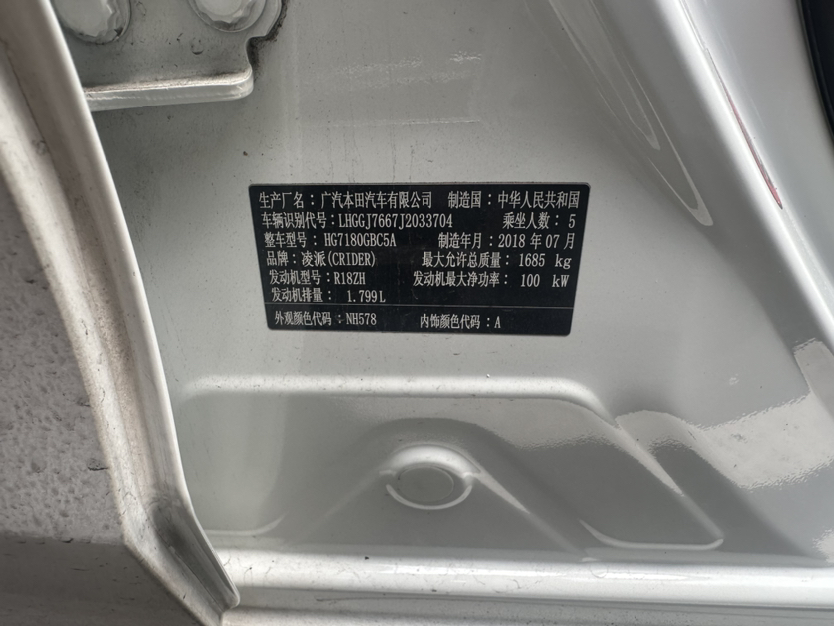 生产厂名：广汽本田汽车有限公司 制造国：中华人民共和国
车辆识别代号：LHGGJ7667J2033704 乘坐人数：5
整车型号：HG7180GBC5A 制造年月：2018 年 07 月
品牌：凌派(CRIDER) 最大允许总质量：1685 kg
发动机型号：R18ZH 发动机最大净功率：100 kW
发动机排量：1.799L
外观颜色代码：NH578 内饰颜色代码：A